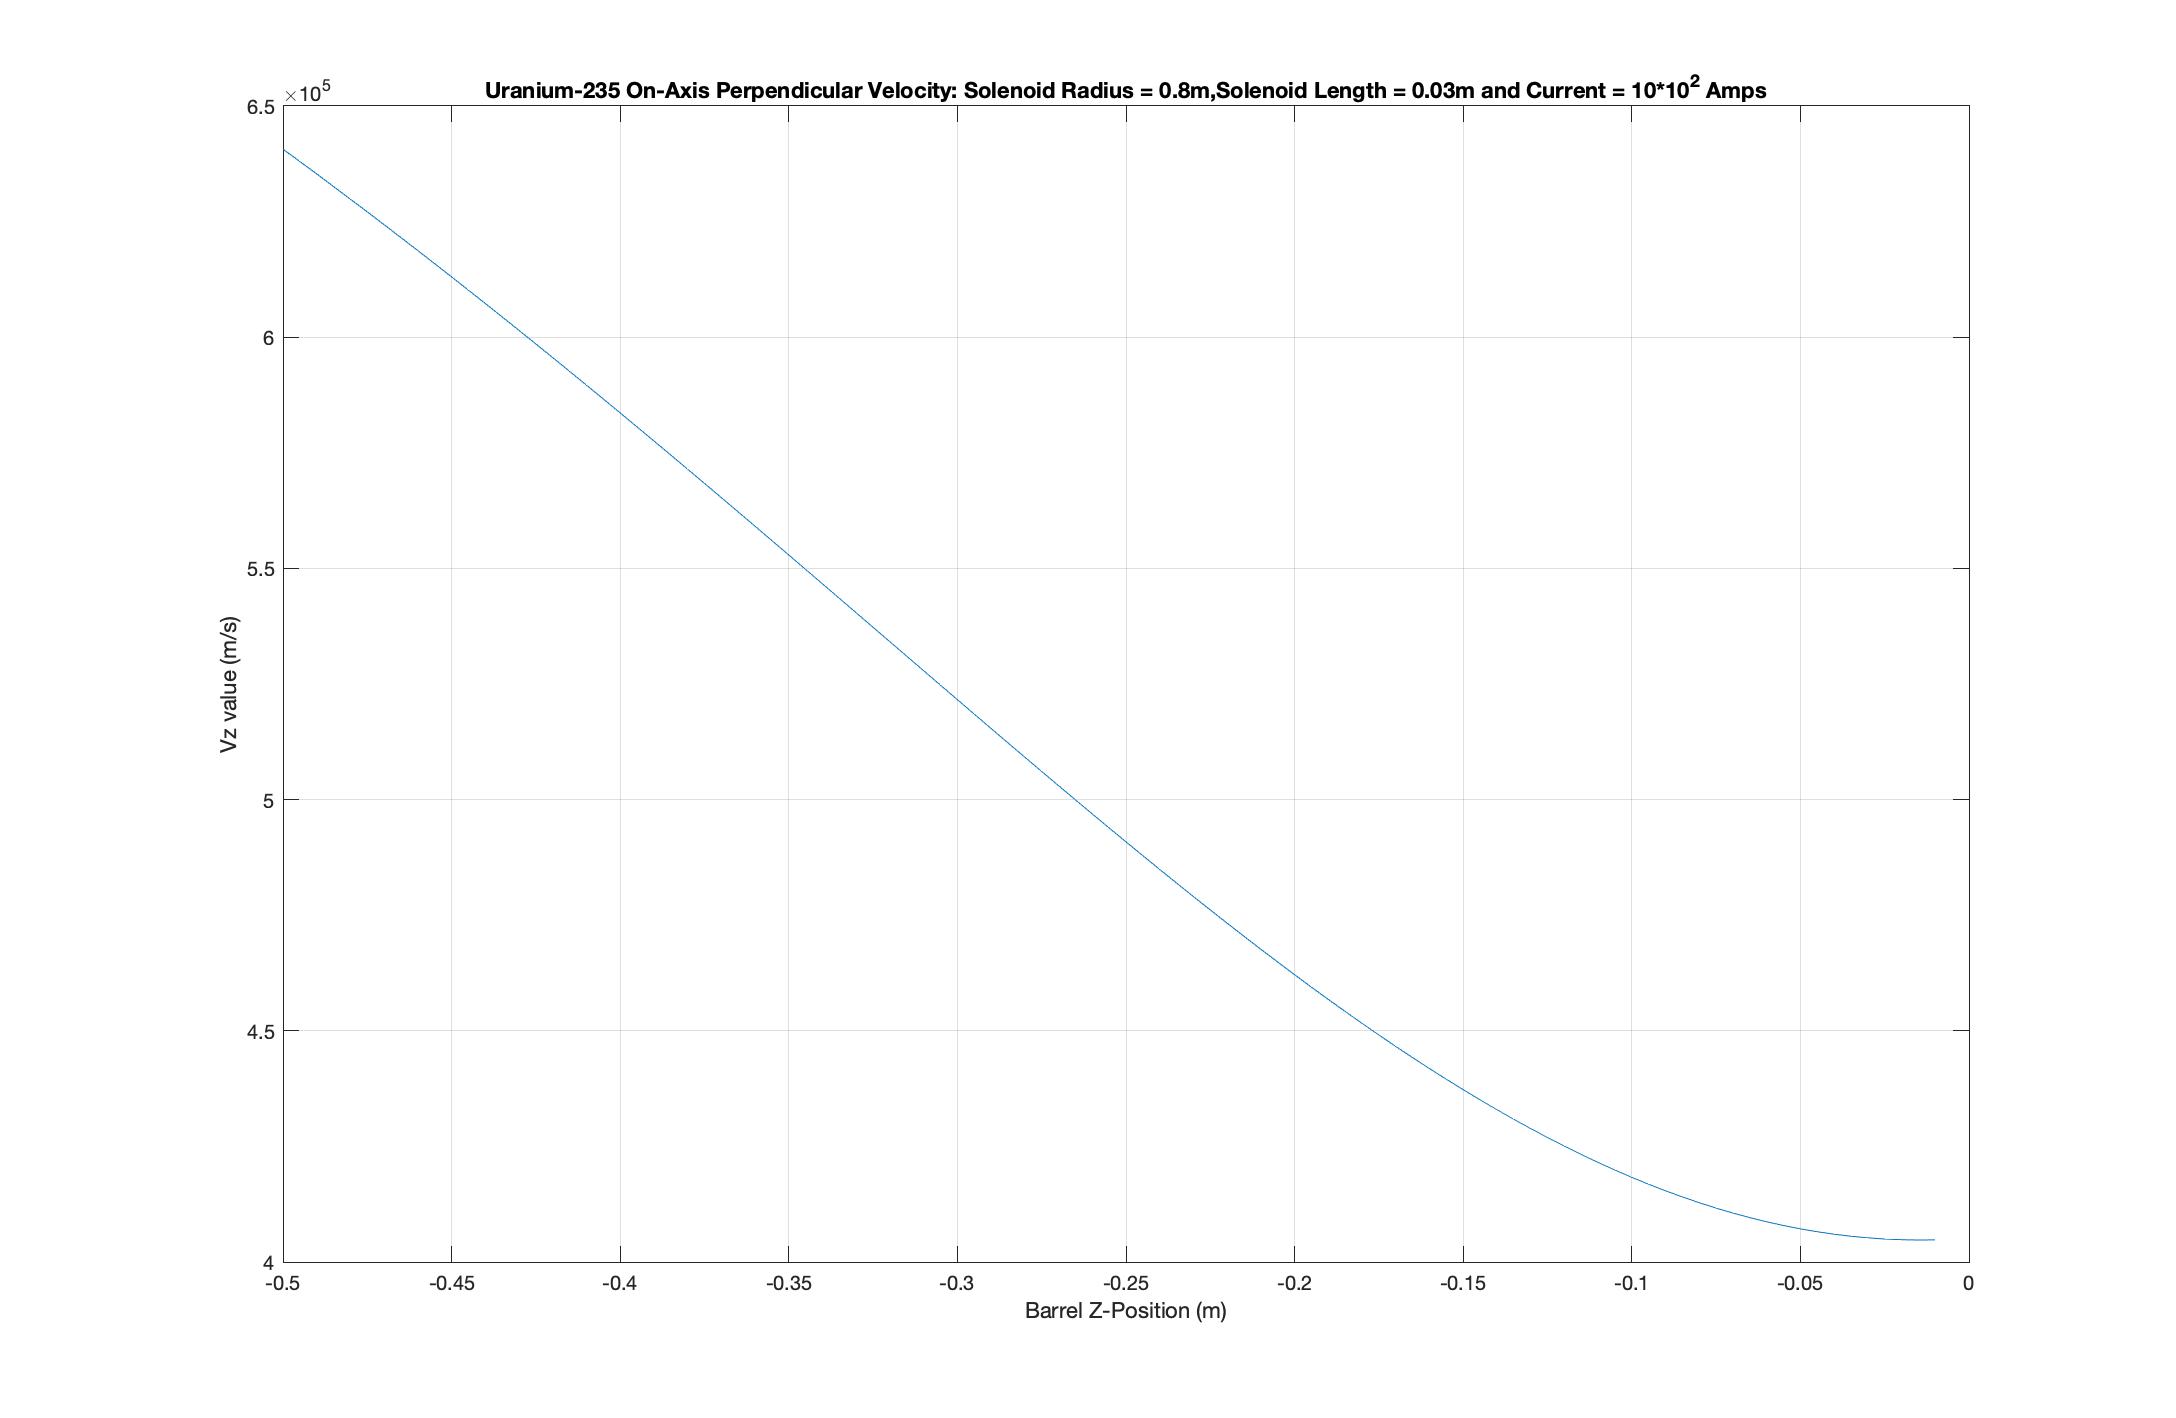 Uranium-235 On-Axis Perpendicular Velocity: Solenoid Radius = 0.8m,Solenoid Length = 0.03m and Current = 10*10² Amps
×10⁵
6.5
6
5.5
5
4.5
4
Vz value (m/s)
-0.5 -0.45 -0.4 -0.35 -0.3 -0.25 -0.2 -0.15 -0.1 -0.05 0
Barrel Z-Position (m)